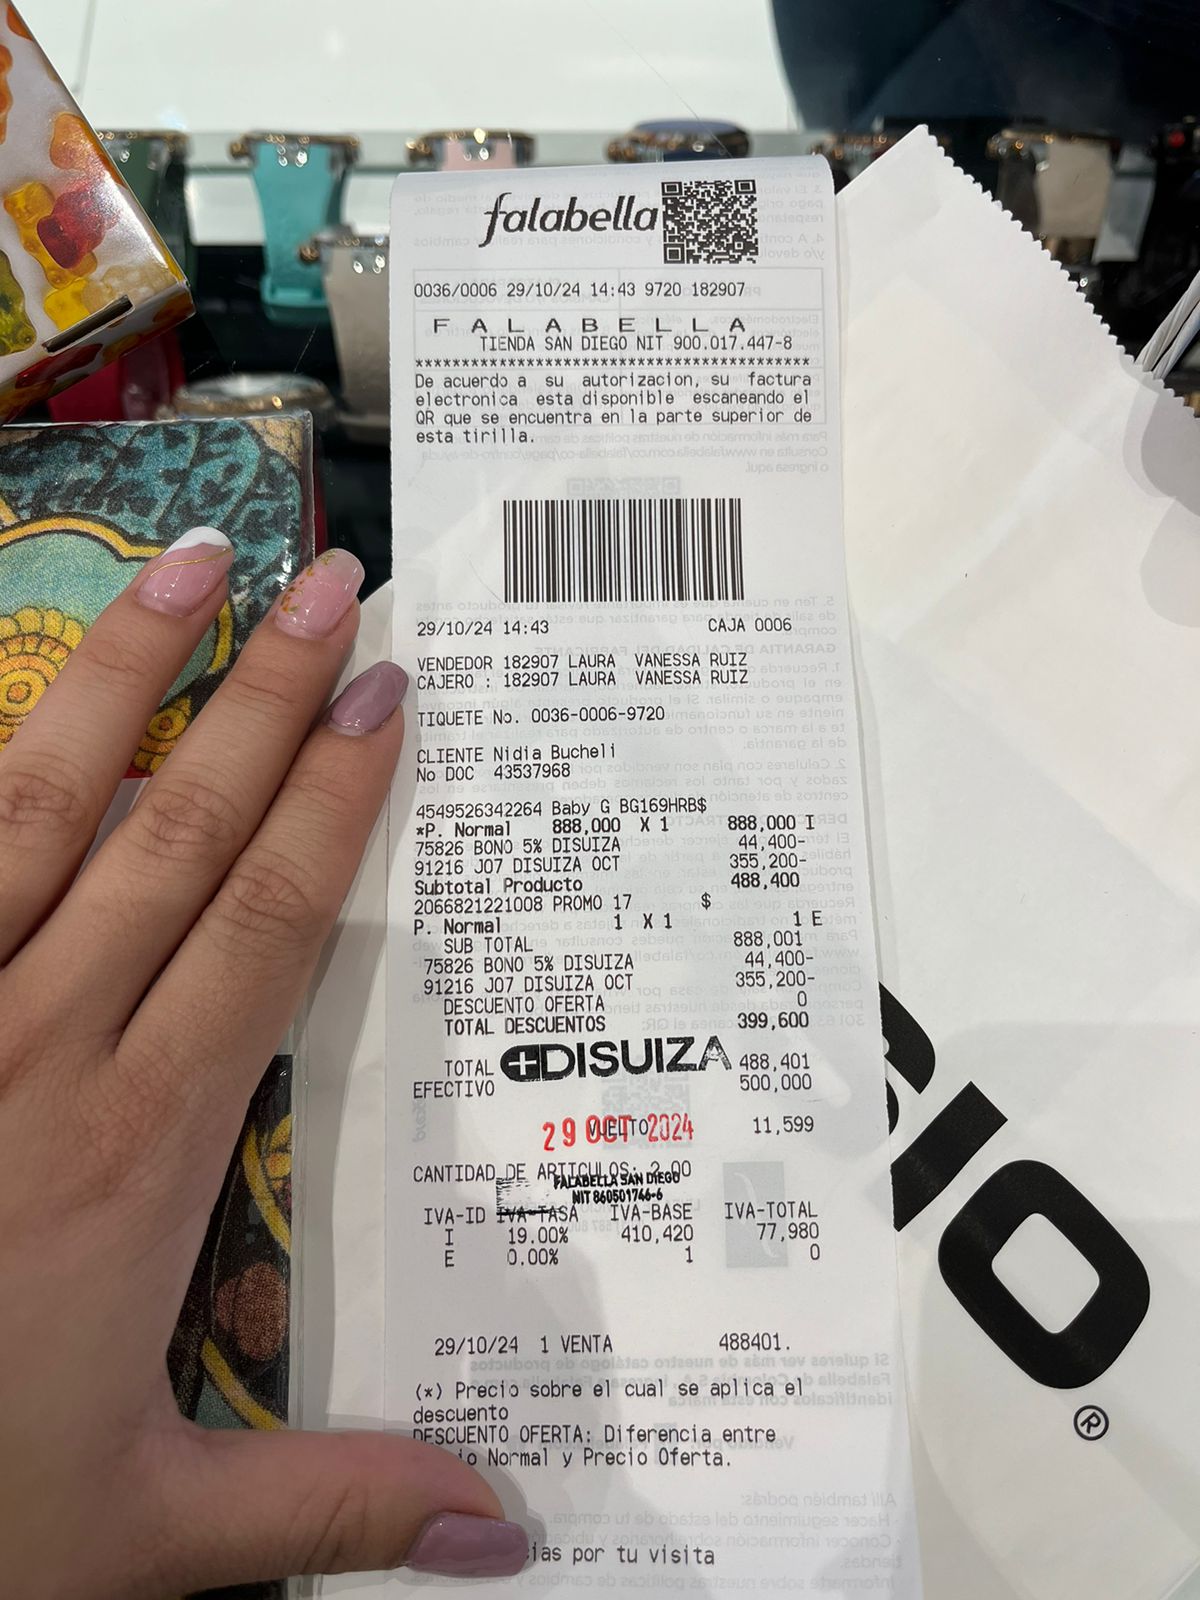 falabella
0036/0006 29/10/24 14:43 9720 182907
F A L A B E L L A
TIENDA SAN DIEGO NIT 900.017.447-8
********************************************
De acuerdo a su autorizacion, su factura
electronica esta disponible escaneando el
QR que se encuentra en la parte superior de
esta tirilla.
29/10/24 14:43 CAJA 0006
VENDEDOR 182907 LAURA VANESSA RUIZ
CAJERO : 182907 LAURA VANESSA RUIZ
TIQUETE No. 0036-0006-9720
CLIENTE Nidia Bucheli
No DOC 43537968
4549526342264 Baby G BG169HRB$
*P. Normal 888,000 X 1 888,000 I
75826 BONO 5% DISUIZA 44,400-
91216 J07 DISUIZA OCT 355,200-
Subtotal Producto 488,400
2066821221008 PROMO 17 $
P. Normal 1 X 1 1 E
SUB TOTAL 888,001
75826 BONO 5% DISUIZA 44,400-
91216 J07 DISUIZA OCT 355,200-
DESCUENTO OFERTA 0
TOTAL DESCUENTOS 399,600
DISUIZA
TOTAL 488,401
EFECTIVO 500,000
29 OCT 2024
VUELTO 11,599
CANTIDAD DE ARTICULOS: 2.00
FALABELLA SAN DIEGO
NIT 860501746-6
IVA-ID IVA-TASA IVA-BASE IVA-TOTAL
I 19.00% 410,420 77,980
E 0.00% 1 0
29/10/24 1 VENTA 488401.
(*) Precio sobre el cual se aplica el
descuento
DESCUENTO OFERTA: Diferencia entre
io Normal y Precio Oferta.
cias por tu visita
SIO
®